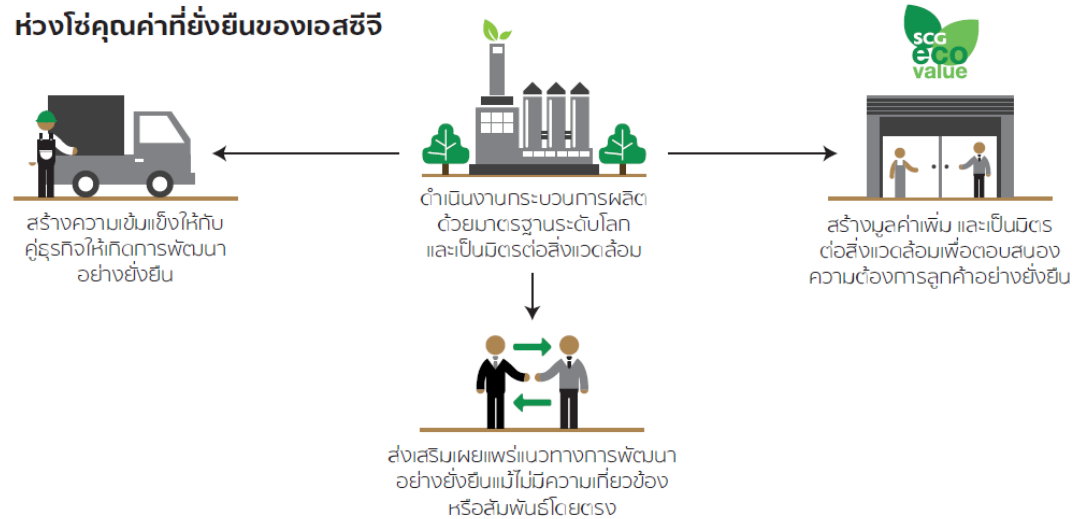 ห่วงโซ่คุณค่าที่ยั่งยืนของเอสซีจี
SCG
eco
value
สร้างความเข้มแข็งให้กับ
คู่ธุรกิจให้เกิดการพัฒนา
อย่างยั่งยืน
ดำเนินงานกระบวนการผลิต
ด้วยมาตรฐานระดับโลก
และเป็นมิตรต่อสิ่งแวดล้อม
สร้างมูลค่าเพิ่ม และเป็นมิตร
ต่อสิ่งแวดล้อมเพื่อตอบสนอง
ความต้องการลูกค้าอย่างยั่งยืน
ส่งเสริมเผยแพร่แนวทางการพัฒนา
อย่างยั่งยืนแม้ไม่มีความเกี่ยวข้อง
หรือสัมพันธ์โดยตรง